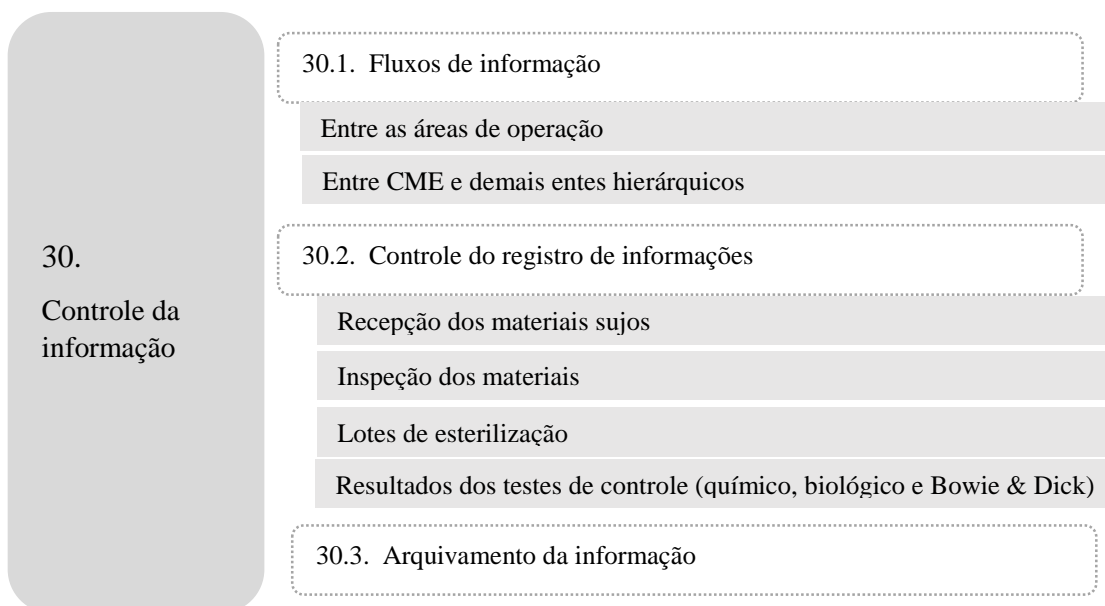 30.
Controle da
informação
30.1. Fluxos de informação
Entre as áreas de operação
Entre CME e demais entes hierárquicos
30.2. Controle do registro de informações
Recepção dos materiais sujos
Inspeção dos materiais
Lotes de esterilização
Resultados dos testes de controle (químico, biológico e Bowie & Dick)
30.3. Arquivamento da informação